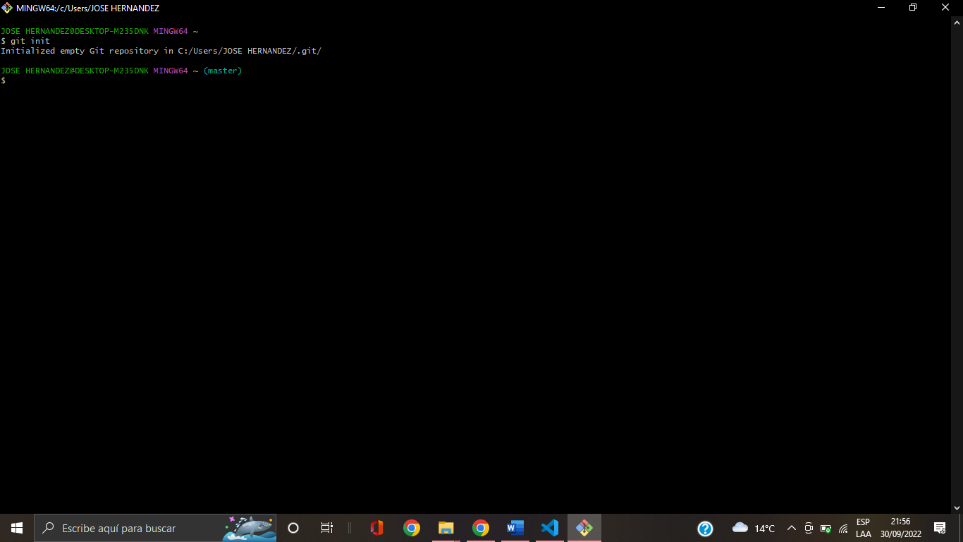 MINGW64:/c/Users/JOSE HERNANDEZ
JOSE HERNANDEZ@DESKTOP-M235DNK MINGW64 ~
$ git init
Initialized empty Git repository in C:/Users/JOSE HERNANDEZ/.git/
JOSE HERNANDEZ@DESKTOP-M235DNK MINGW64 ~ (master)
$
Escribe aquí para buscar
14°C
ESP
LAA
21:56
30/09/2022